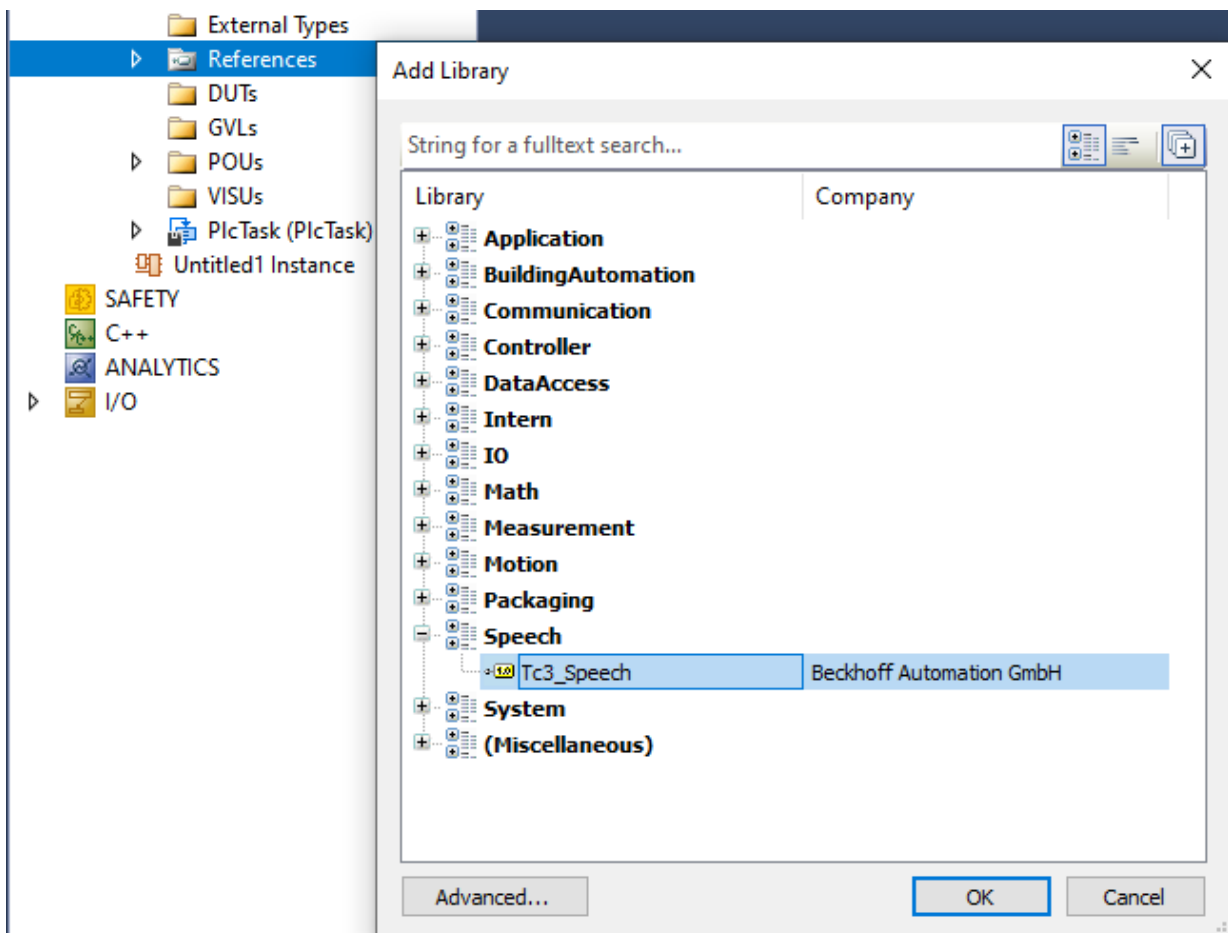 External Types
References
DUTs
GVLs
POUs
VISUs
PlcTask (PlcTask)
Untitled1 Instance
SAFETY
C++
ANALYTICS
I/O
Add Library
String for a fulltext search...
Library Company
Application
BuildingAutomation
Communication
Controller
DataAccess
Intern
IO
Math
Measurement
Motion
Packaging
Speech
Tc3_Speech Beckhoff Automation GmbH
System
(Miscellaneous)
Advanced... OK Cancel